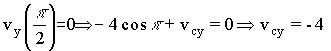 v_y(π/2)=0⇒− 4 cos π+ v_cy = 0⇒ v_cy = - 4